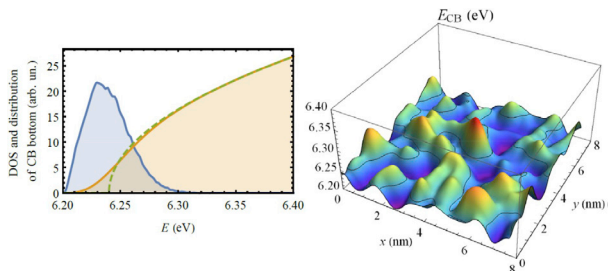 DOS and distribution
of CB bottom (arb. un.)
25
20
15
10
5
0
6.20 6.25 6.30 6.35 6.40
E (eV)
E_CB (eV)
6.40
6.35
6.30
6.25
6.20
0 2 4 6 8
x (nm)
0 2 4 6 8
y (nm)